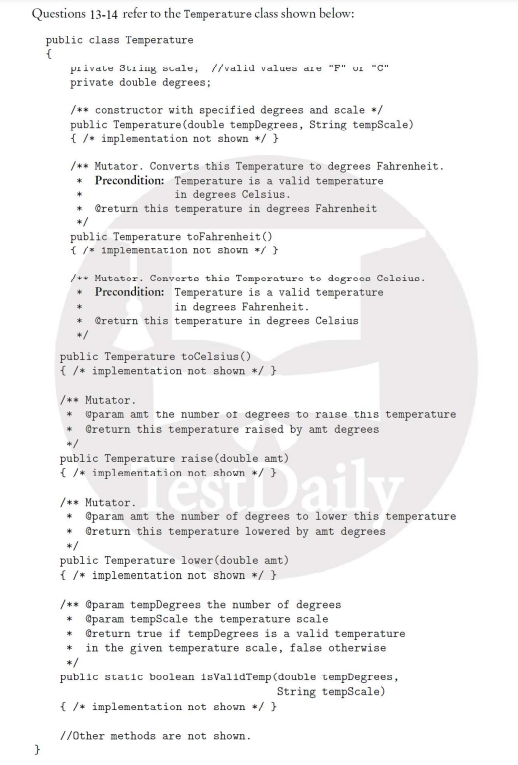 Questions 13-14 refer to the Temperature class shown below:
public class Temperature
{
private String scale; //valid values are "F" or "C"
private double degrees;
/** constructor with specified degrees and scale */
public Temperature(double tempDegrees, String tempScale)
{ /* implementation not shown */ }
/** Mutator. Converts this Temperature to degrees Fahrenheit.
* Precondition: Temperature is a valid temperature
* in degrees Celsius.
* @return this temperature in degrees Fahrenheit
*/
public Temperature toFahrenheit()
{ /* implementation not shown */ }
/** Mutator. Converts this Temperature to degrees Celsius.
* Precondition: Temperature is a valid temperature
* in degrees Fahrenheit.
* @return this temperature in degrees Celsius
*/
public Temperature toCelsius()
{ /* implementation not shown */ }
/** Mutator.
* @param amt the number of degrees to raise this temperature
* @return this temperature raised by amt degrees
*/
public Temperature raise(double amt)
{ /* implementation not shown */ }
TestDaily
/** Mutator.
* @param amt the number of degrees to lower this temperature
* @return this temperature lowered by amt degrees
*/
public Temperature lower(double amt)
{ /* implementation not shown */ }
/** @param tempDegrees the number of degrees
* @param tempScale the temperature scale
* @return true if tempDegrees is a valid temperature
* in the given temperature scale, false otherwise
*/
public static boolean isValidTemp(double tempDegrees,
String tempScale)
{ /* implementation not shown */ }
//Other methods are not shown.
}